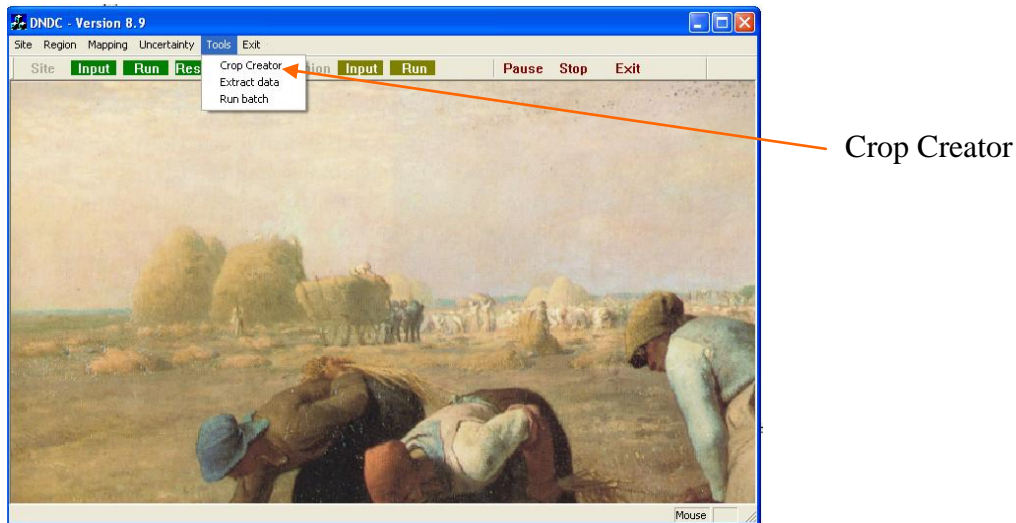 DNDC - Version 8.9
Site Region Mapping Uncertainty Tools Exit
Site Input Run Input Run Pause Stop Exit
Crop Creator
Extract data
Run batch
Crop Creator
Mouse